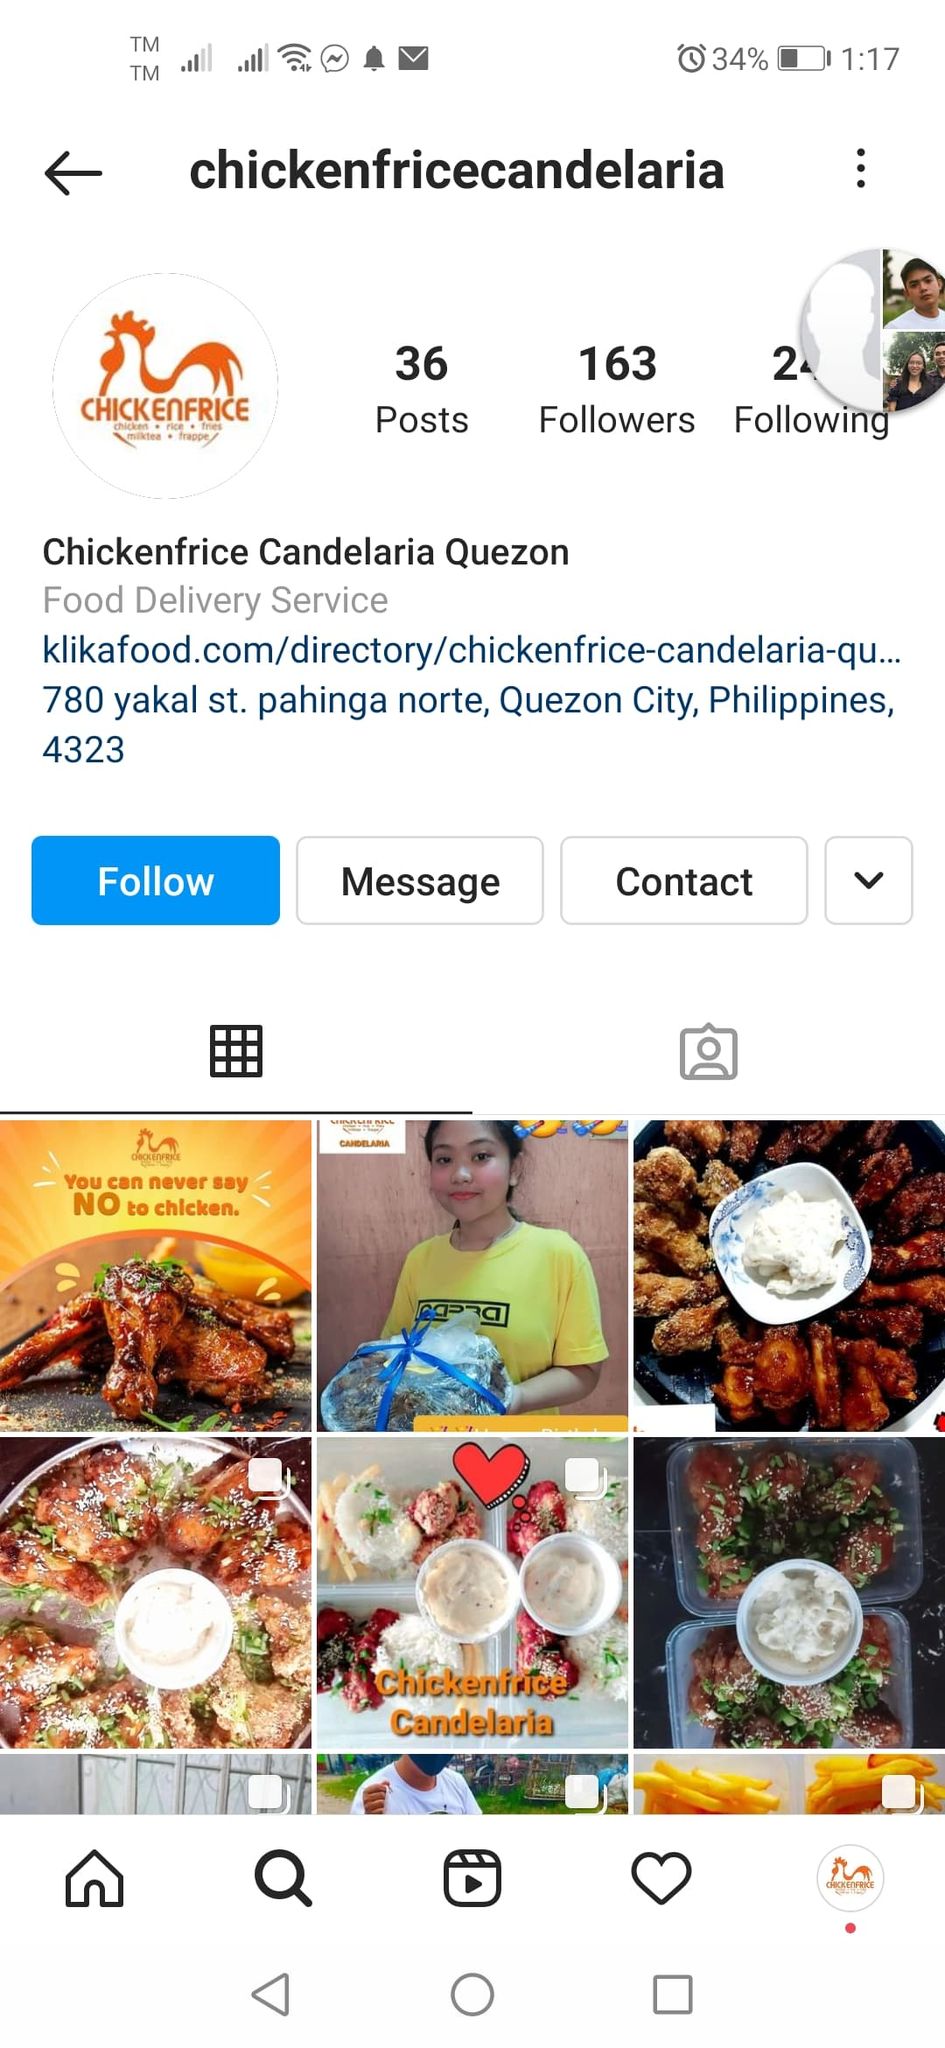 TM
TM
34%
1:17
chickenfricecandelaria
CHICKENFRICE
chicken • rice • fries
milktea • frappe
36
163
Posts
Followers
Following
Chickenfrice Candelaria Quezon
Food Delivery Service
klikafood.com/directory/chickenfrice-candelaria-qu...
780 yakal st. pahinga norte, Quezon City, Philippines,
4323
Follow
Message
Contact
CHICKENFRICE
You can never say
NO to chicken.
CANDELARIA
Chickenfrice
Candelaria
CHICKENFRICE